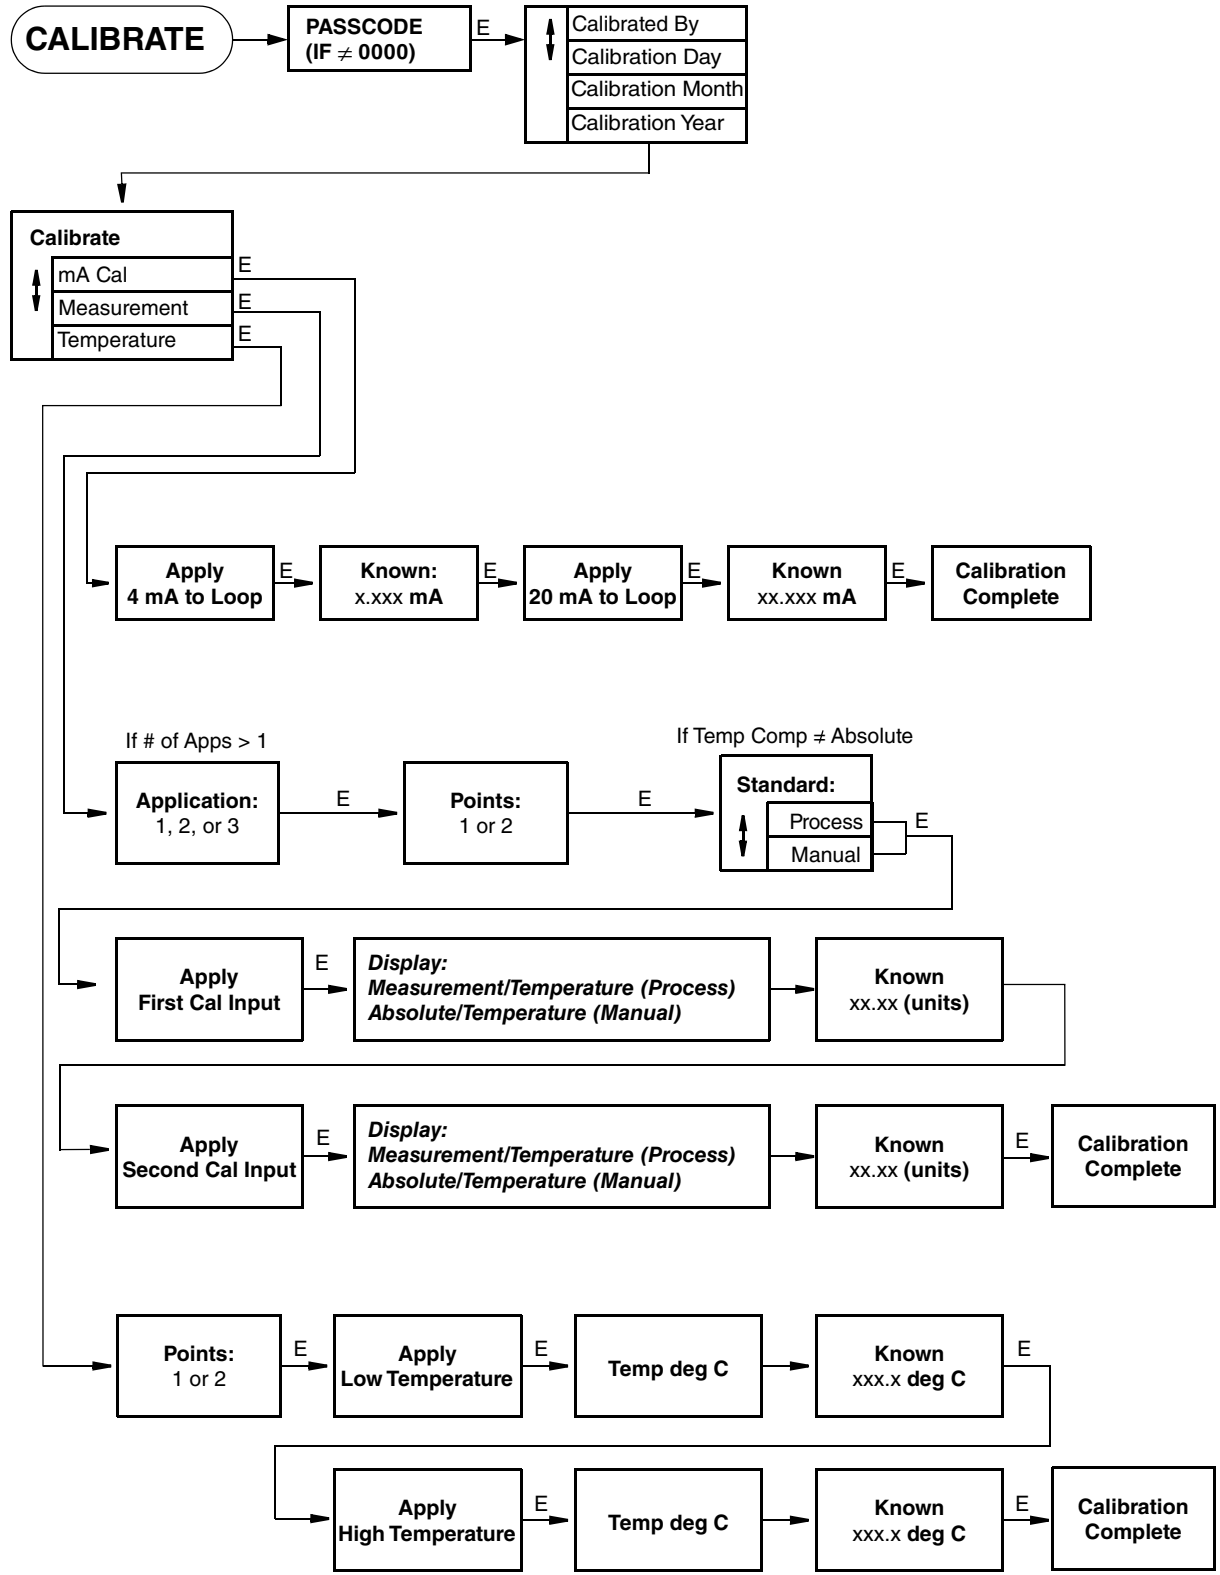 CALIBRATE
PASSCODE
(IF ≠ 0000)
E
Calibrated By
Calibration Day
Calibration Month
Calibration Year
Calibrate
mA Cal
E
Measurement
E
Temperature
E
Apply
4 mA to Loop
E
Known:
x.xxx mA
E
Apply
20 mA to Loop
E
Known
xx.xxx mA
E
Calibration
Complete
If # of Apps > 1
Application:
1, 2, or 3
E
Points:
1 or 2
E
If Temp Comp ≠ Absolute
Standard:
Process
Manual
E
Apply
First Cal Input
E
Display:
Measurement/Temperature (Process)
Absolute/Temperature (Manual)
Known
xx.xx (units)
Apply
Second Cal Input
E
Display:
Measurement/Temperature (Process)
Absolute/Temperature (Manual)
Known
xx.xx (units)
E
Calibration
Complete
Points:
1 or 2
E
Apply
Low Temperature
E
Temp deg C
Known
xxx.x deg C
E
Apply
High Temperature
E
Temp deg C
Known
xxx.x deg C
E
Calibration
Complete